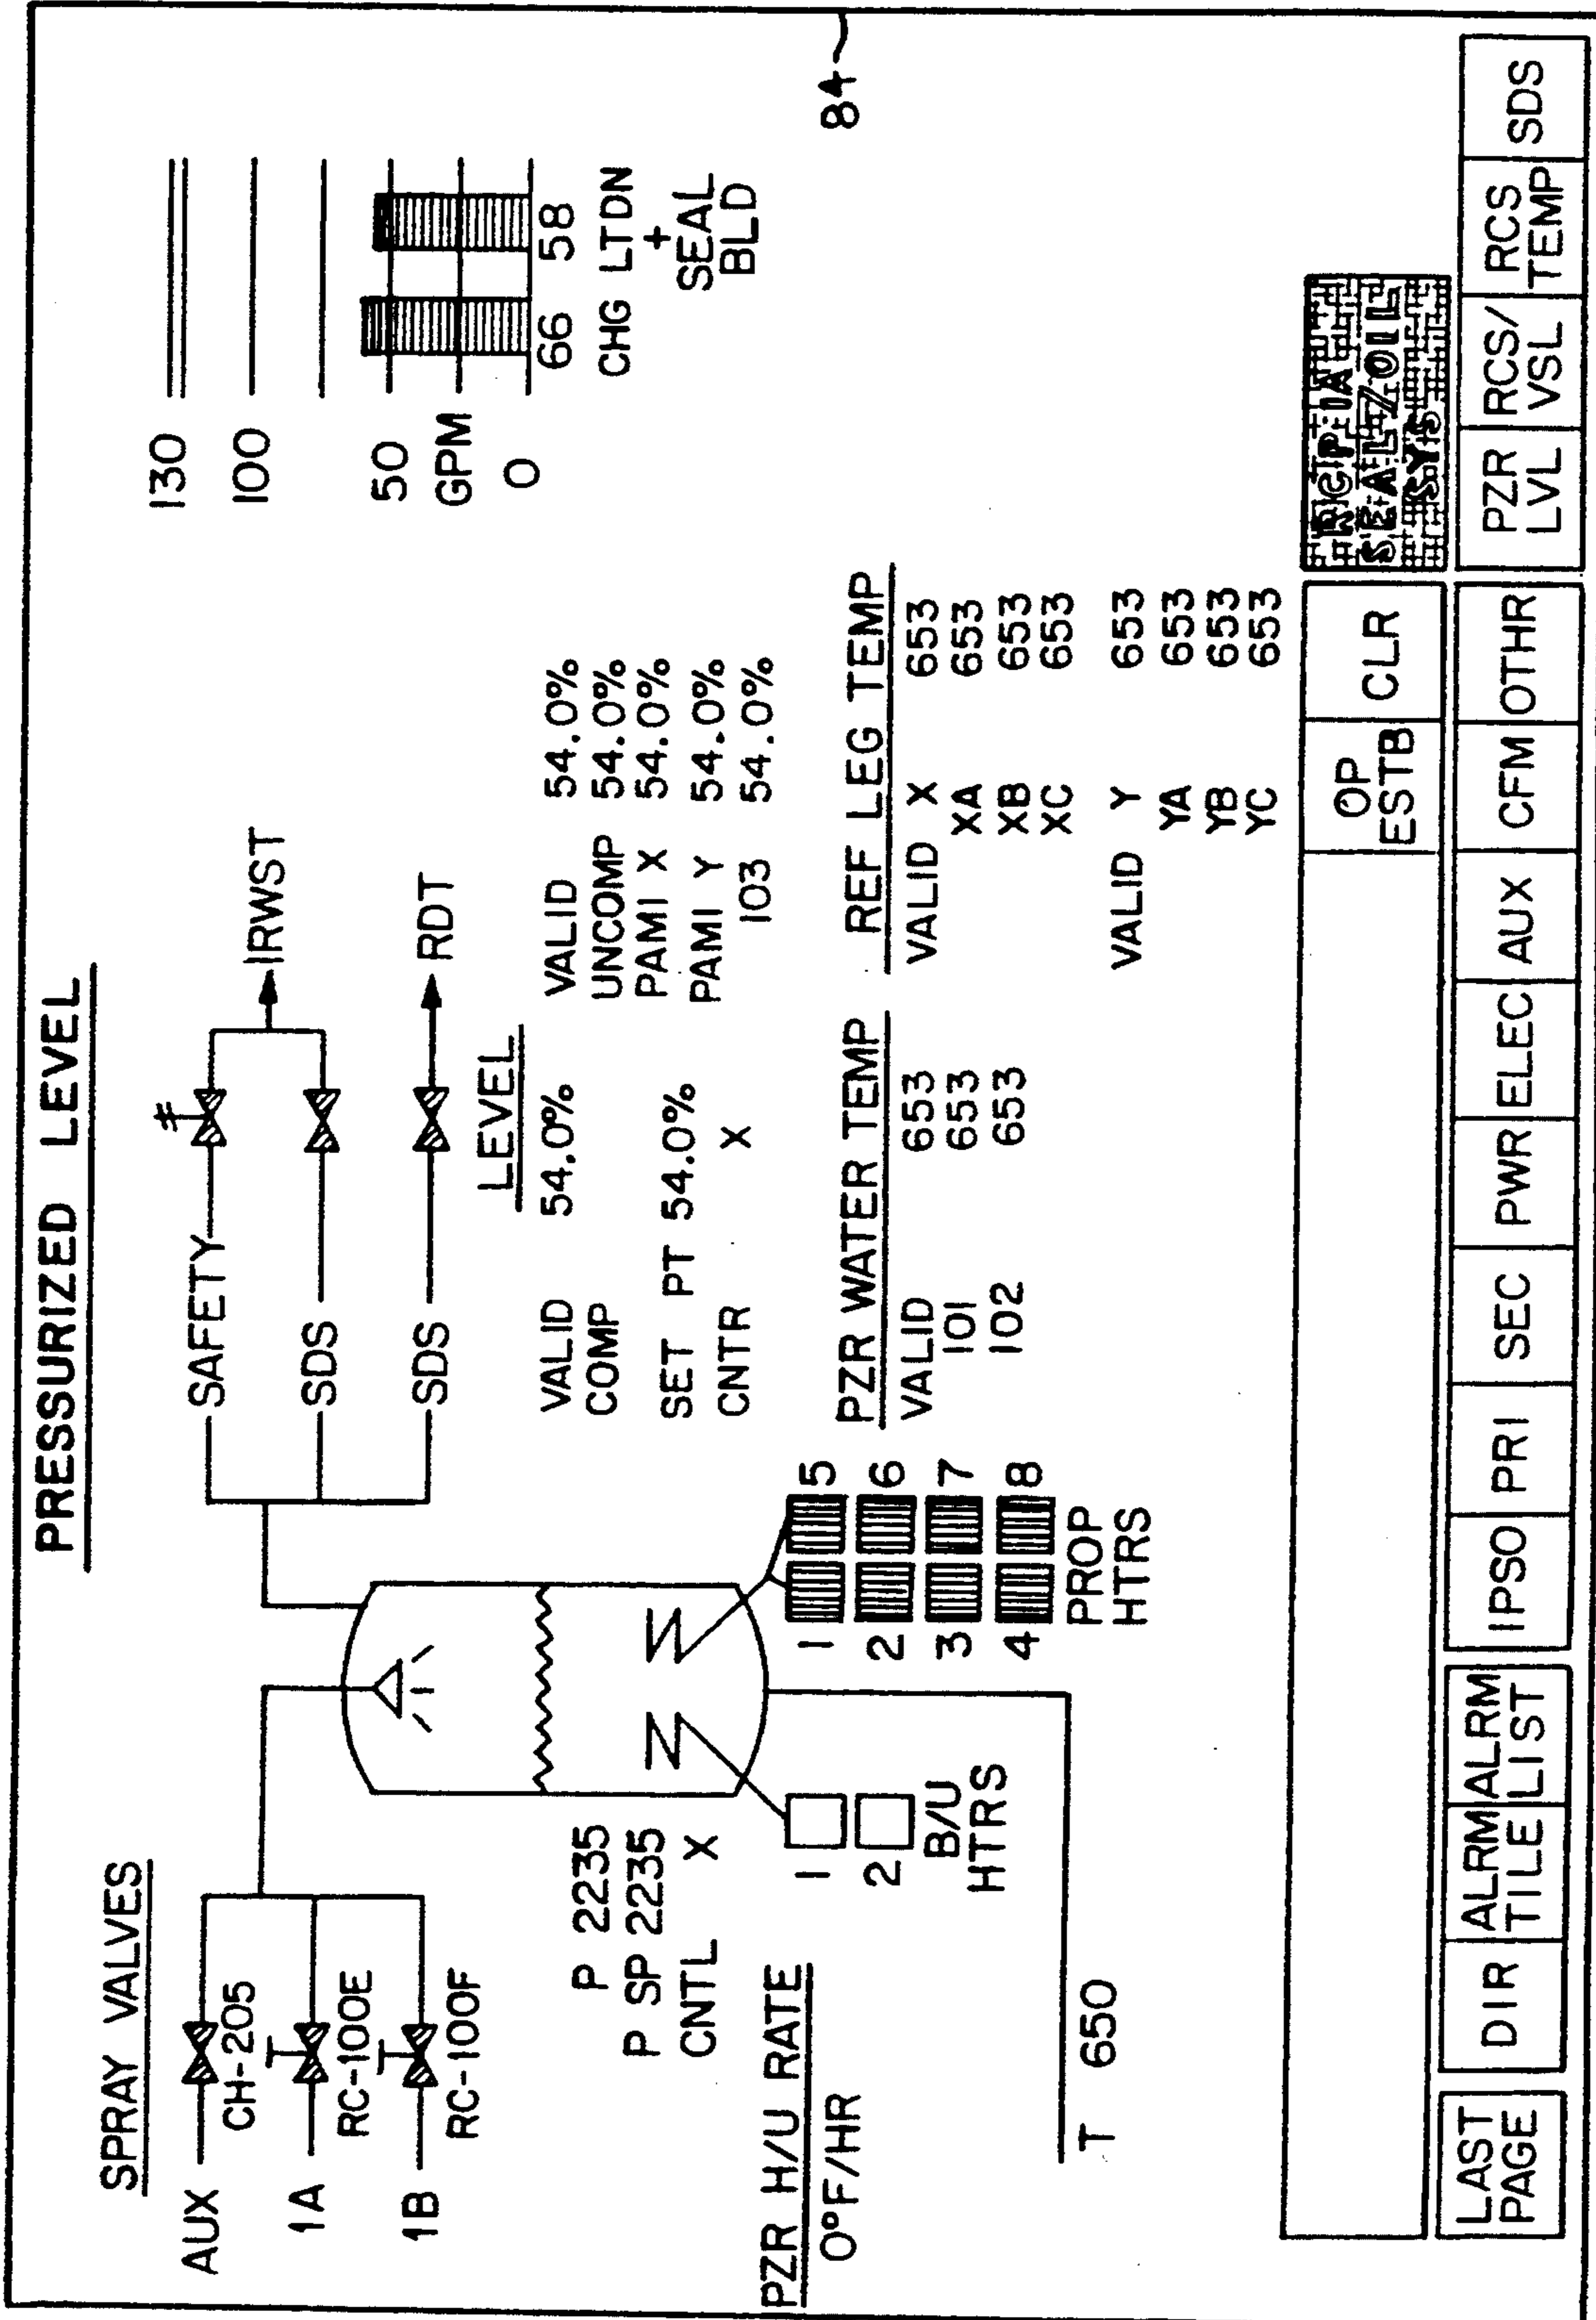 PRESSURIZED LEVEL
SPRAY VALVES
AUX
CH-205
1A
RC-100E
1B
RC-100F
SAFETY
SDS
SDS
IRWST
RDT
130
100
50
GPM
0
66 58
CHG LTDN
+
SEAL
BLD
P 2235
P SP 2235
CNTL X
LEVEL
VALID 54.0% VALID 54.0%
COMP UNCOMP 54.0%
PAMI X 54.0%
SET PT 54.0% PAMI Y 54.0%
CNTR X 103 54.0%
PZR H/U RATE
0°F/HR
1
2
B/U
HTRS
1 5
2 6
3 7
4 8
PROP
HTRS
PZR WATER TEMP
VALID 653
101 653
102 653
REF LEG TEMP
VALID X 653
XA 653
XB 653
XC 653
VALID Y 653
YA 653
YB 653
YC 653
84
T 650
OP
ESTB
CLR
RCP 1A
SEAL/OIL
SYS
LAST
PAGE
DIR
ALRM
TILE
ALRM
LIST
IPSO
PRI
SEC
PWR
ELEC
AUX
CFM
OTHR
PZR
LVL
RCS/
VSL
RCS
TEMP
SDS